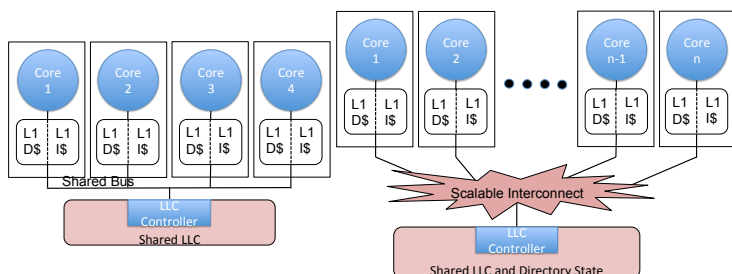 Core
1
Core
2
Core
3
Core
4
L1
D$
L1
I$
L1
D$
L1
I$
L1
D$
L1
I$
L1
D$
L1
I$
Shared Bus
LLC
Controller
Shared LLC
Core
1
Core
2
Core
n-1
Core
n
L1
D$
L1
I$
L1
D$
L1
I$
L1
D$
L1
I$
L1
D$
L1
I$
Scalable Interconnect
LLC
Controller
Shared LLC and Directory State